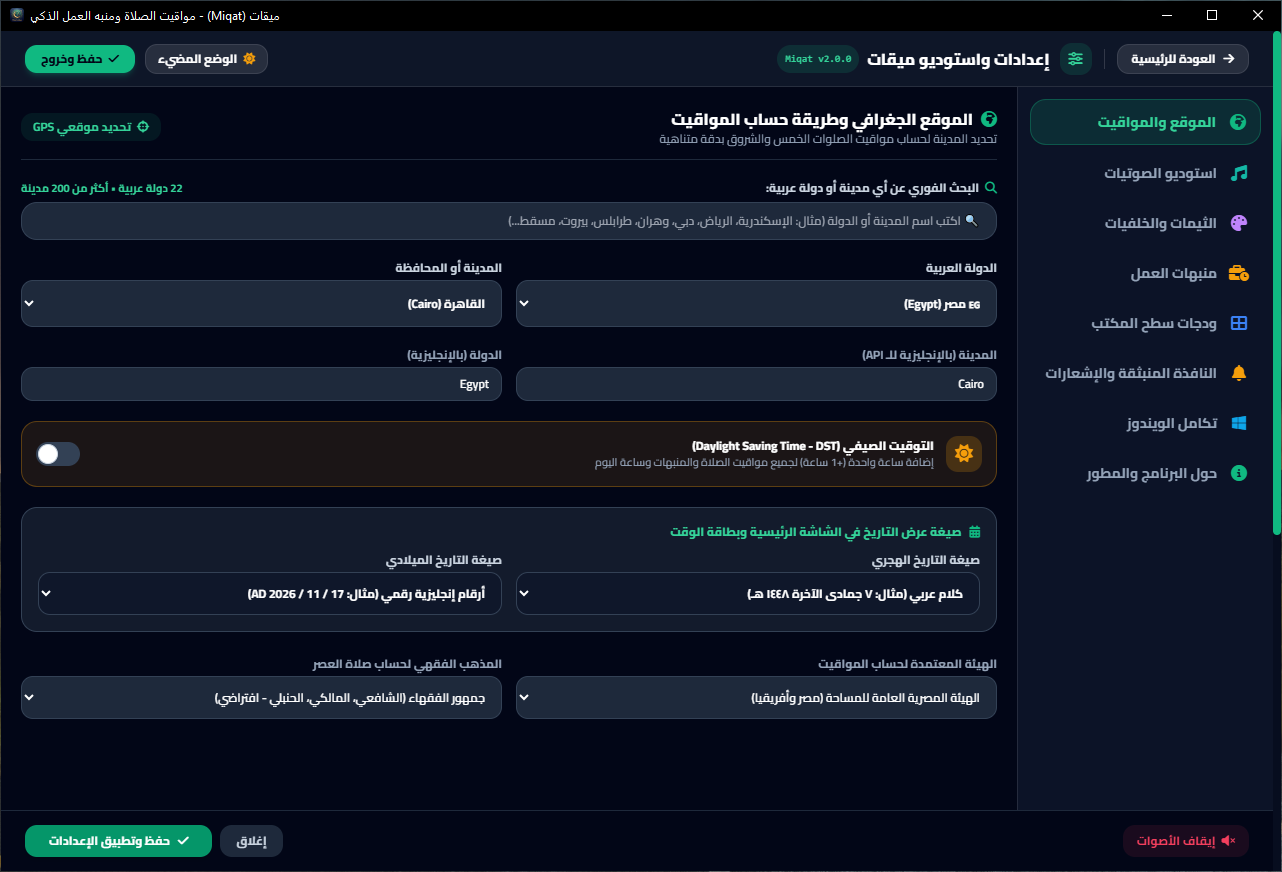 ميقات (Miqat) - مواقيت الصلاة ومنبه العمل الذكي
العودة للرئيسية
إعدادات واستوديو ميقات
Miqat v2.0.0
الوضع المضيء
حفظ وخروج
الموقع والمواقيت
استوديو الصوتيات
الثيمات والخلفيات
منبهات العمل
ودجات سطح المكتب
النافذة المنبثقة والإشعارات
تكامل الويندوز
حول البرنامج والمطور
الموقع الجغرافي وطريقة حساب المواقيت
تحديد المدينة لحساب مواقيت الصلوات الخمس والشروق بدقة متناهية
تحديد موقعي GPS
البحث الفوري عن أي مدينة أو دولة عربية:
22 دولة عربية • أكثر من 200 مدينة
اكتب اسم المدينة أو الدولة (مثال: الإسكندرية، الرياض، دبي، وهران، طرابلس، بيروت، مسقط...)
الدولة العربية
المدينة أو المحافظة
EG مصر (Egypt)
القاهرة (Cairo)
المدينة (بالإنجليزية للـ API)
الدولة (بالإنجليزية)
Cairo
Egypt
التوقيت الصيفي (Daylight Saving Time - DST)
إضافة ساعة واحدة (+1 ساعة) لجميع مواقيت الصلاة والمنبهات وساعة اليوم
صيغة عرض التاريخ في الشاشة الرئيسية وبطاقة الوقت
صيغة التاريخ الهجري
صيغة التاريخ الميلادي
كلام عربي (مثال: ٧ جمادى الآخرة ١٤٤٨ هـ)
أرقام إنجليزية رقمي (مثال: 17 / 11 / 2026 AD)
الهيئة المعتمدة لحساب المواقيت
المذهب الفقهي لحساب صلاة العصر
الهيئة المصرية العامة للمساحة (مصر وأفريقيا)
جمهور الفقهاء (الشافعي، المالكي، الحنبلي - افتراضي)
إيقاف الأصوات
إغلاق
حفظ وتطبيق الإعدادات